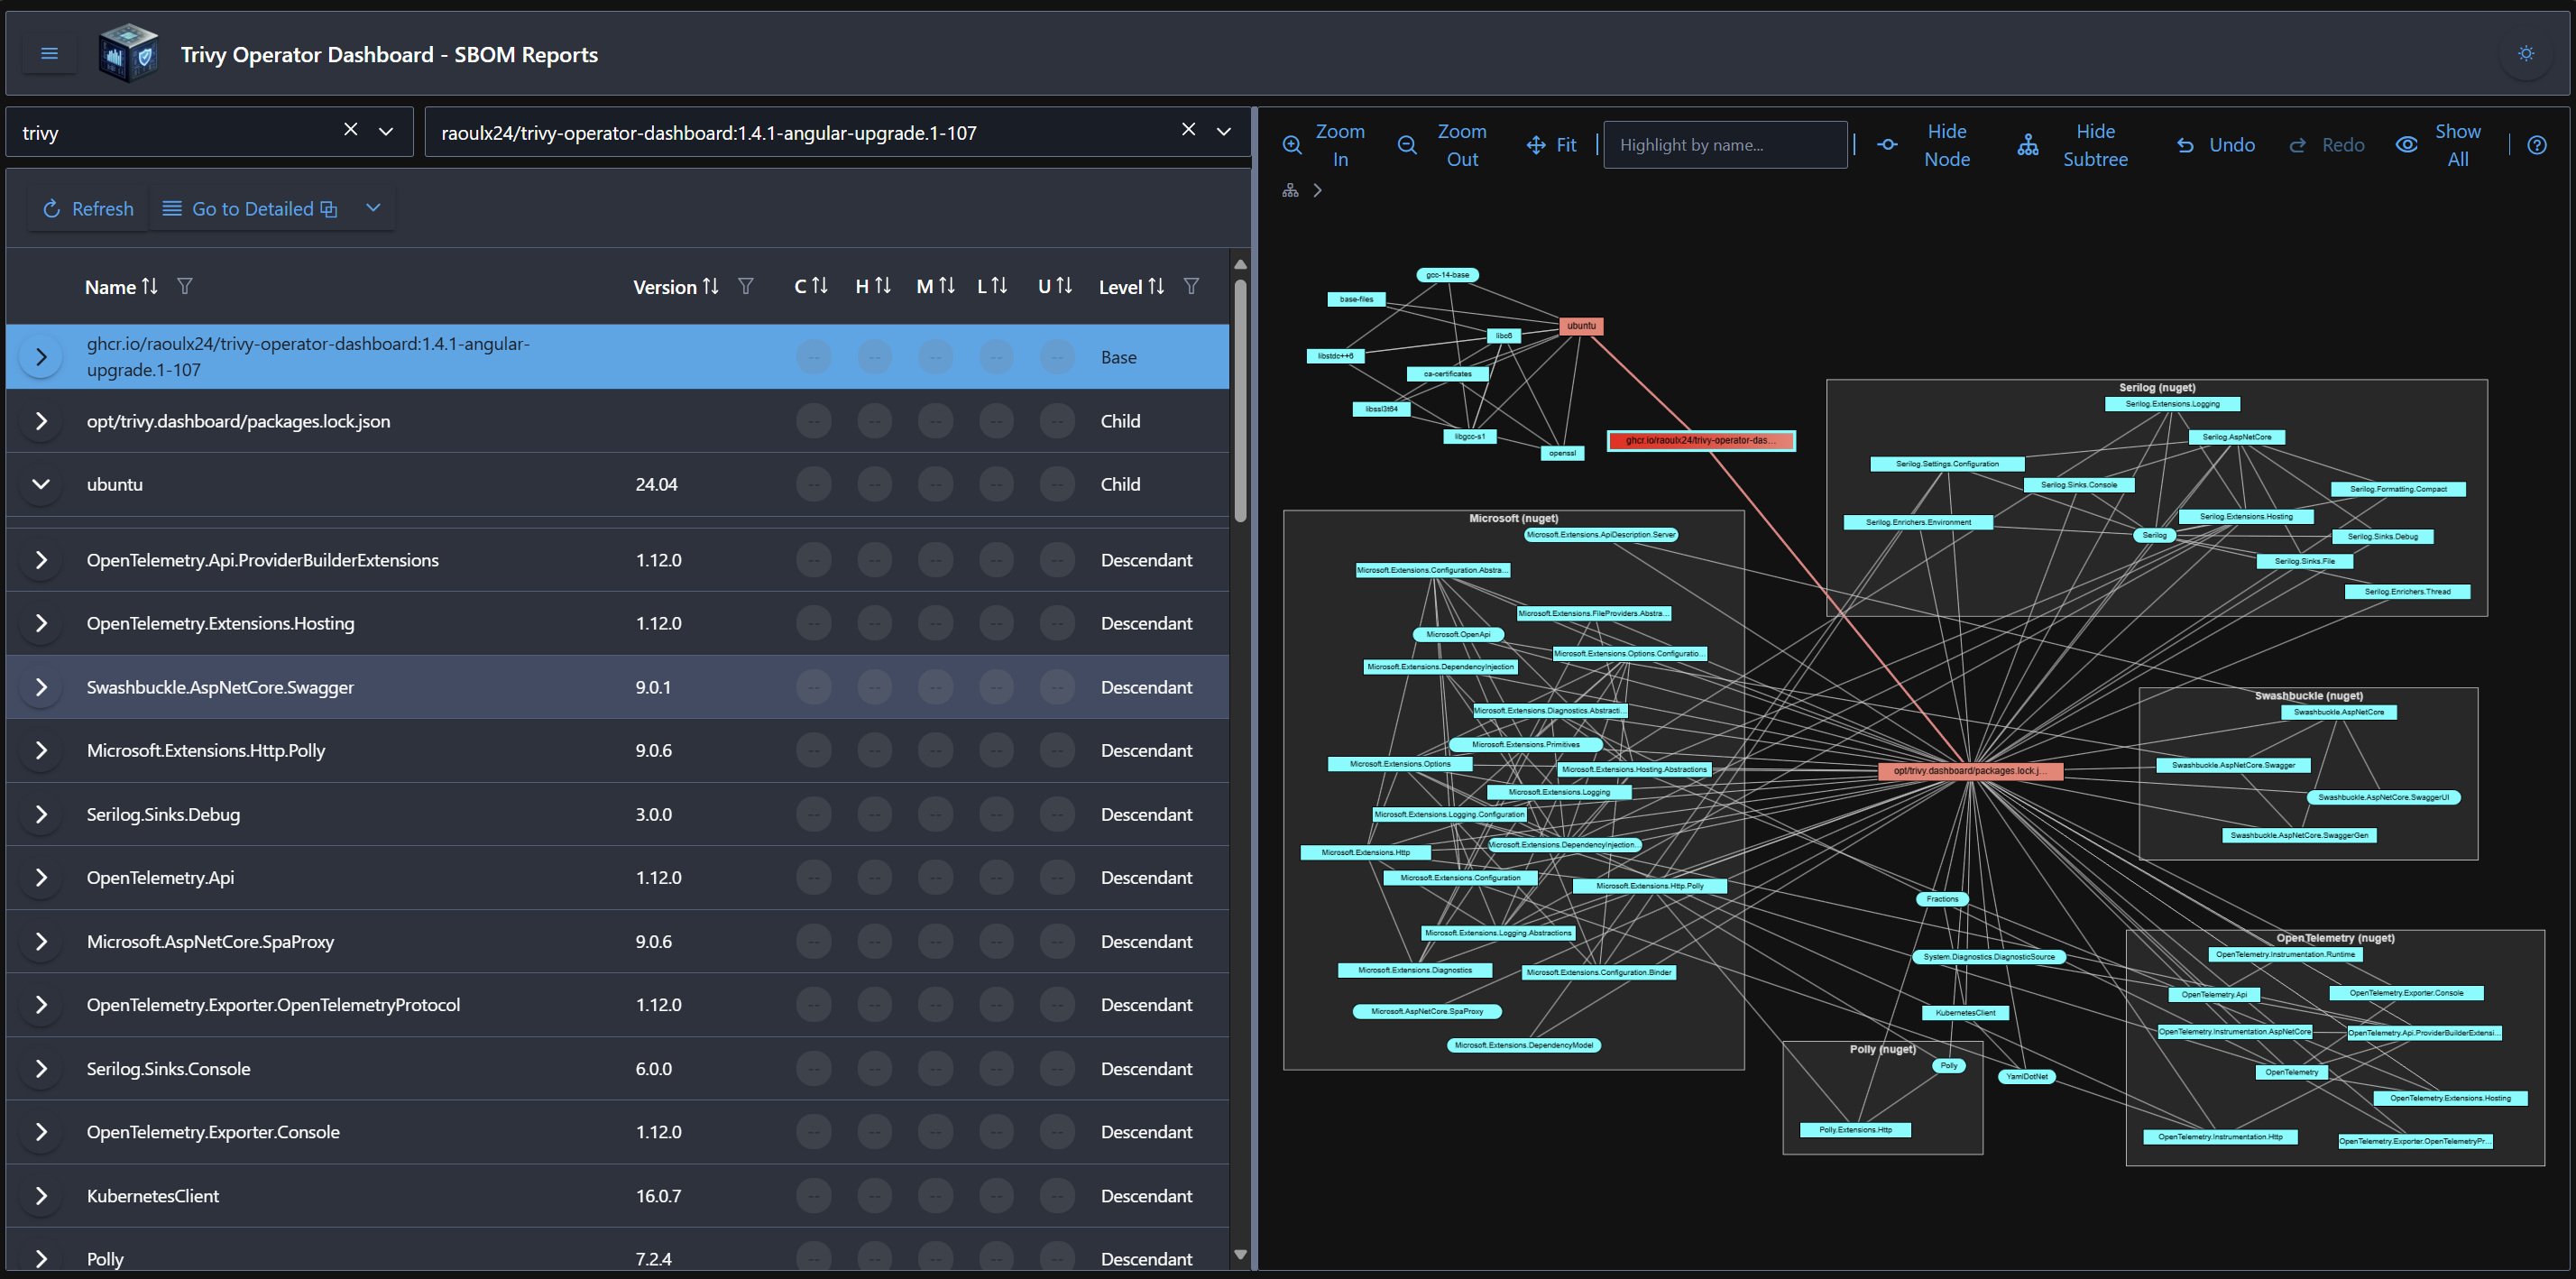 Trivy Operator Dashboard - SBOM Reports
trivy
raoulx24/trivy-operator-dashboard:1.4.1-angular-upgrade.1-107
Refresh
Go to Detailed
Name
Version
C
H
M
L
U
Level
ghcr.io/raoulx24/trivy-operator-dashboard:1.4.1-angular-
upgrade.1-107
-- -- -- -- --
Base
opt/trivy.dashboard/packages.lock.json
-- -- -- -- --
Child
ubuntu
24.04
-- -- -- -- --
Child
OpenTelemetry.Api.ProviderBuilderExtensions
1.12.0
-- -- -- -- --
Descendant
OpenTelemetry.Extensions.Hosting
1.12.0
-- -- -- -- --
Descendant
Swashbuckle.AspNetCore.Swagger
9.0.1
-- -- -- -- --
Descendant
Microsoft.Extensions.Http.Polly
9.0.6
-- -- -- -- --
Descendant
Serilog.Sinks.Debug
3.0.0
-- -- -- -- --
Descendant
OpenTelemetry.Api
1.12.0
-- -- -- -- --
Descendant
Microsoft.AspNetCore.SpaProxy
9.0.6
-- -- -- -- --
Descendant
OpenTelemetry.Exporter.OpenTelemetryProtocol
1.12.0
-- -- -- -- --
Descendant
Serilog.Sinks.Console
6.0.0
-- -- -- -- --
Descendant
OpenTelemetry.Exporter.Console
1.12.0
-- -- -- -- --
Descendant
KubernetesClient
16.0.7
-- -- -- -- --
Descendant
Polly
7.2.4
-- -- -- -- --
Descendant
Zoom
In
Zoom
Out
Fit
Highlight by name...
Hide
Node
Hide
Subtree
Undo
Redo
Show
All
gcc-14-base
base-files
ubuntu
libc6
libstdc++6
ca-certificates
libssl3t64
libgcc-s1
openssl
ghcr.io/raoulx24/trivy-operator-das...
Serilog (nuget)
Serilog.Extensions.Logging
Serilog.AspNetCore
Serilog.Settings.Configuration
Serilog.Sinks.Console
Serilog.Formatting.Compact
Serilog.Enrichers.Environment
Serilog.Extensions.Hosting
Serilog
Serilog.Sinks.Debug
Serilog.Sinks.File
Serilog.Enrichers.Thread
Microsoft (nuget)
Microsoft.Extensions.ApiDescription.Server
Microsoft.Extensions.Configuration.Abstra...
Microsoft.Extensions.FileProviders.Abstra...
Microsoft.OpenApi
Microsoft.Extensions.Options.Configuratio...
Microsoft.Extensions.DependencyInjection
Microsoft.Extensions.Diagnostics.Abstracti...
Microsoft.Extensions.Primitives
Microsoft.Extensions.Options
Microsoft.Extensions.Hosting.Abstractions
Microsoft.Extensions.Logging
Microsoft.Extensions.Logging.Configuration
Microsoft.Extensions.DependencyInjection...
Microsoft.Extensions.Http
Microsoft.Extensions.Configuration
Microsoft.Extensions.Http.Polly
Microsoft.Extensions.Logging.Abstractions
Microsoft.Extensions.Diagnostics
Microsoft.Extensions.Configuration.Binder
Microsoft.AspNetCore.SpaProxy
Microsoft.Extensions.DependencyModel
opt/trivy.dashboard/packages.lock.j...
Swashbuckle (nuget)
Swashbuckle.AspNetCore
Swashbuckle.AspNetCore.Swagger
Swashbuckle.AspNetCore.SwaggerUI
Swashbuckle.AspNetCore.SwaggerGen
Fractions
System.Diagnostics.DiagnosticSource
KubernetesClient
YamlDotNet
Polly (nuget)
Polly
Polly.Extensions.Http
OpenTelemetry (nuget)
OpenTelemetry.Instrumentation.Runtime
OpenTelemetry.Api
OpenTelemetry.Exporter.Console
OpenTelemetry.Instrumentation.AspNetCore
OpenTelemetry.Api.ProviderBuilderExtensi...
OpenTelemetry
OpenTelemetry.Extensions.Hosting
OpenTelemetry.Instrumentation.Http
OpenTelemetry.Exporter.OpenTelemetryPr...